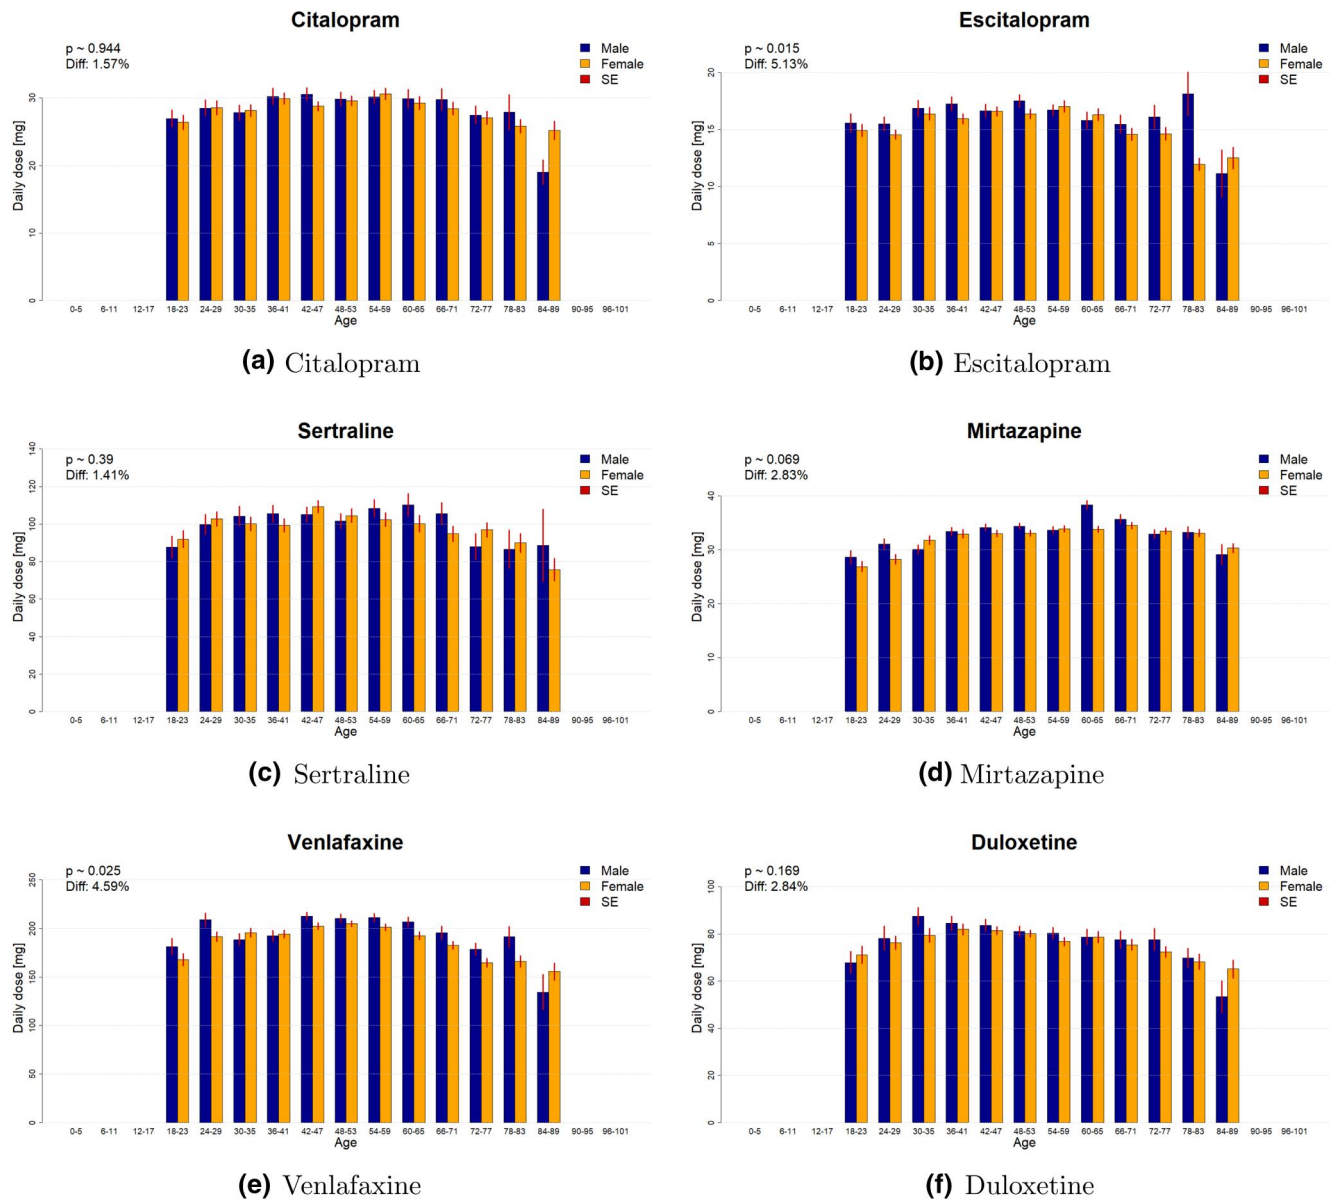 Citalopram
p ~ 0.944
Diff: 1.57%
Male
Female
SE
Daily dose [mg]
0
10
20
30
0-5 6-11 12-17 18-23 24-29 30-35 36-41 42-47 48-53 54-59 60-65 66-71 72-77 78-83 84-89 90-95 96-101
Age
(a) Citalopram
Escitalopram
p ~ 0.015
Diff: 5.13%
Male
Female
SE
Daily dose [mg]
0
5
10
15
20
0-5 6-11 12-17 18-23 24-29 30-35 36-41 42-47 48-53 54-59 60-65 66-71 72-77 78-83 84-89 90-95 96-101
Age
(b) Escitalopram
Sertraline
p ~ 0.39
Diff: 1.41%
Male
Female
SE
Daily dose [mg]
0
20
40
60
80
100
120
140
0-5 6-11 12-17 18-23 24-29 30-35 36-41 42-47 48-53 54-59 60-65 66-71 72-77 78-83 84-89 90-95 96-101
Age
(c) Sertraline
Mirtazapine
p ~ 0.069
Diff: 2.83%
Male
Female
SE
Daily dose [mg]
0
10
20
30
40
0-5 6-11 12-17 18-23 24-29 30-35 36-41 42-47 48-53 54-59 60-65 66-71 72-77 78-83 84-89 90-95 96-101
Age
(d) Mirtazapine
Venlafaxine
p ~ 0.025
Diff: 4.59%
Male
Female
SE
Daily dose [mg]
0
50
100
150
200
250
0-5 6-11 12-17 18-23 24-29 30-35 36-41 42-47 48-53 54-59 60-65 66-71 72-77 78-83 84-89 90-95 96-101
Age
(e) Venlafaxine
Duloxetine
p ~ 0.169
Diff: 2.84%
Male
Female
SE
Daily dose [mg]
0
20
40
60
80
100
0-5 6-11 12-17 18-23 24-29 30-35 36-41 42-47 48-53 54-59 60-65 66-71 72-77 78-83 84-89 90-95 96-101
Age
(f) Duloxetine